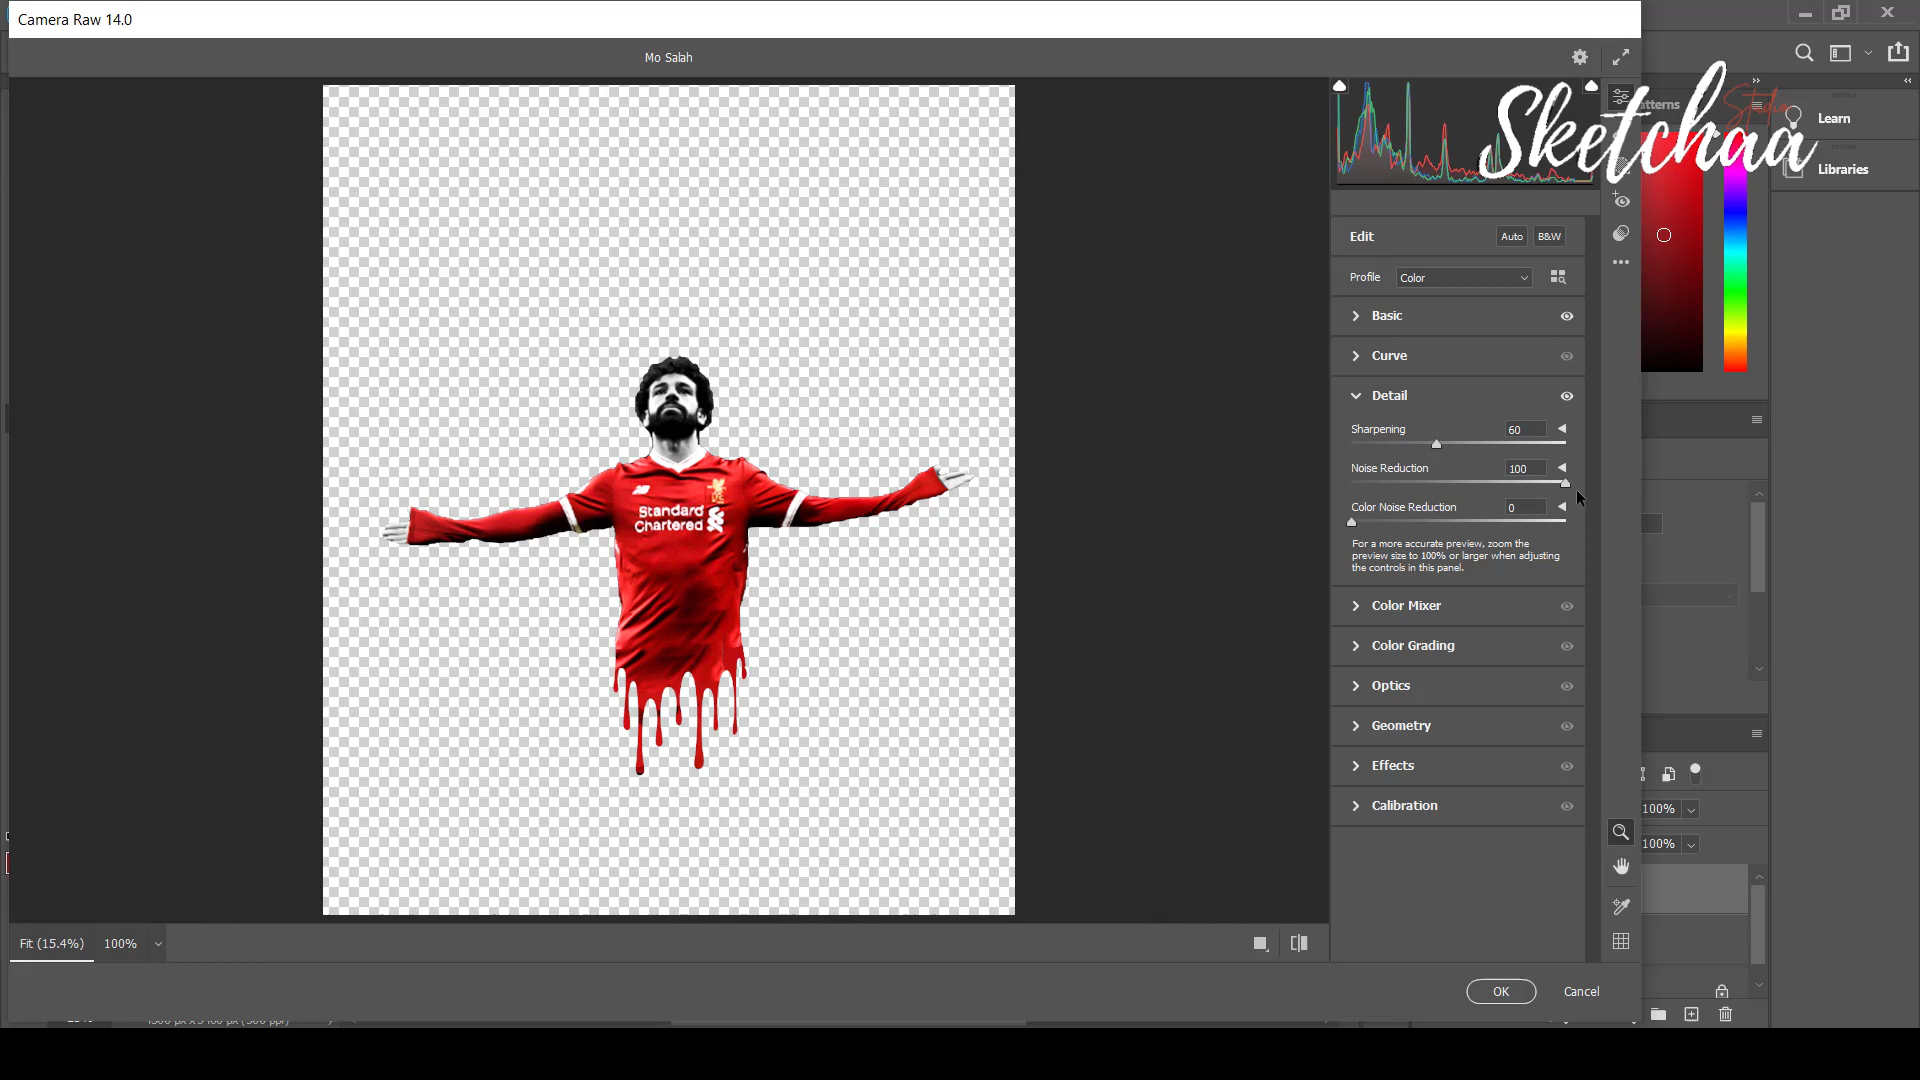 Camera Raw 14.0
Mo Salah
Sketchaa
Studio
atterns
Learn
Libraries
Edit
Auto
B&W
Profile
Color
Basic
Curve
Detail
Sharpening
60
Noise Reduction
100
Color Noise Reduction
0
For a more accurate preview, zoom the
preview size to 100% or larger when adjusting
the controls in this panel.
Color Mixer
Color Grading
Optics
Geometry
Effects
Calibration
Standard
Chartered
100%
100%
Fit (15.4%)
100%
OK
Cancel